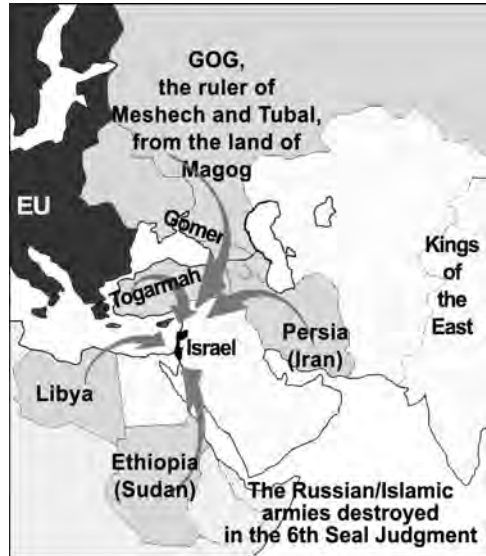 GOG,
the ruler of
Meshech and Tubal,
from the land of
Magog
EU
Gomer
Kings
of
the
East
Togarmah
Israel
Persia
(Iran)
Libya
Ethiopia
(Sudan)
The Russian/Islamic
armies destroyed
in the 6th Seal Judgment